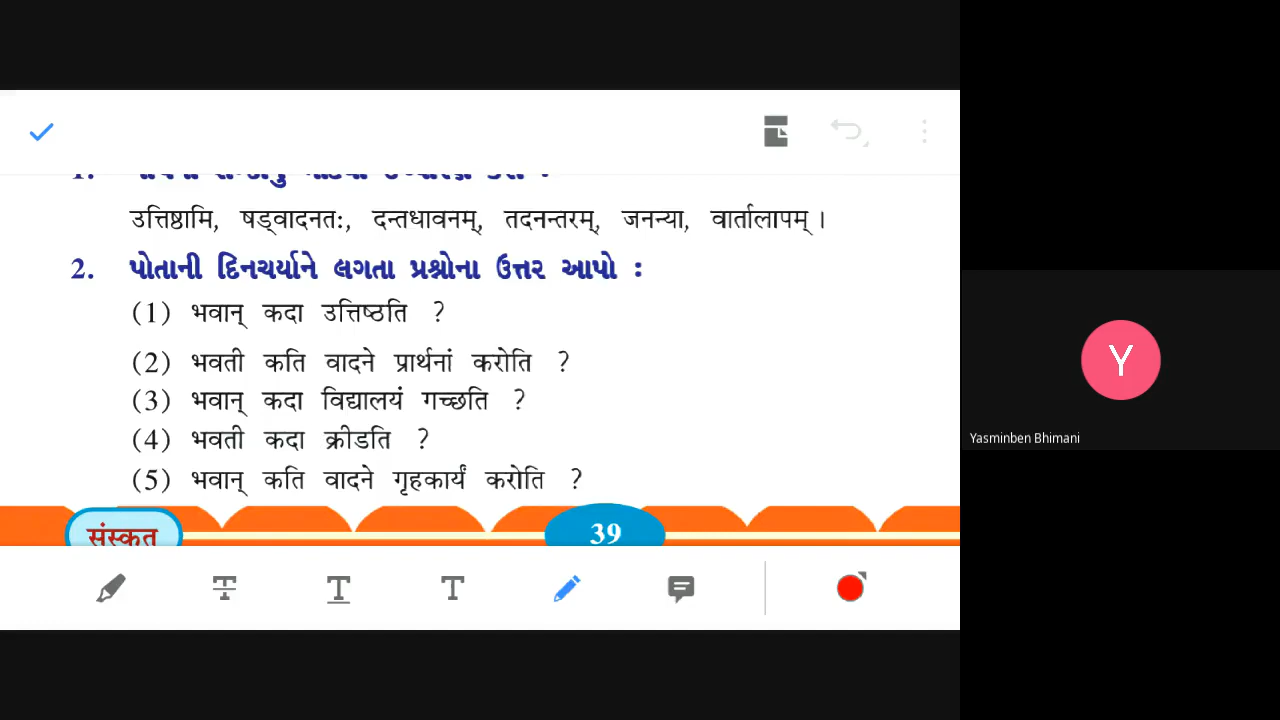 1.
उत्तिष्ठामि, षड्वादनतः, दन्तधावनम्, तदनन्तरम्, जनन्या, वार्तालापम् ।
2. પોતાની દિનચર્યાને લગતા પ્રશ્નોના ઉત્તર આપો :
(1) भवान् कदा उत्तिष्ठति ?
(2) भवती कति वादने प्रार्थनां करोति ?
(3) भवान् कदा विद्यालयं गच्छति ?
(4) भवती कदा क्रीडति ?
(5) भवान् कति वादने गृहकार्यं करोति ?
संस्कृत 39
T T T
Y
Yasminben Bhimani